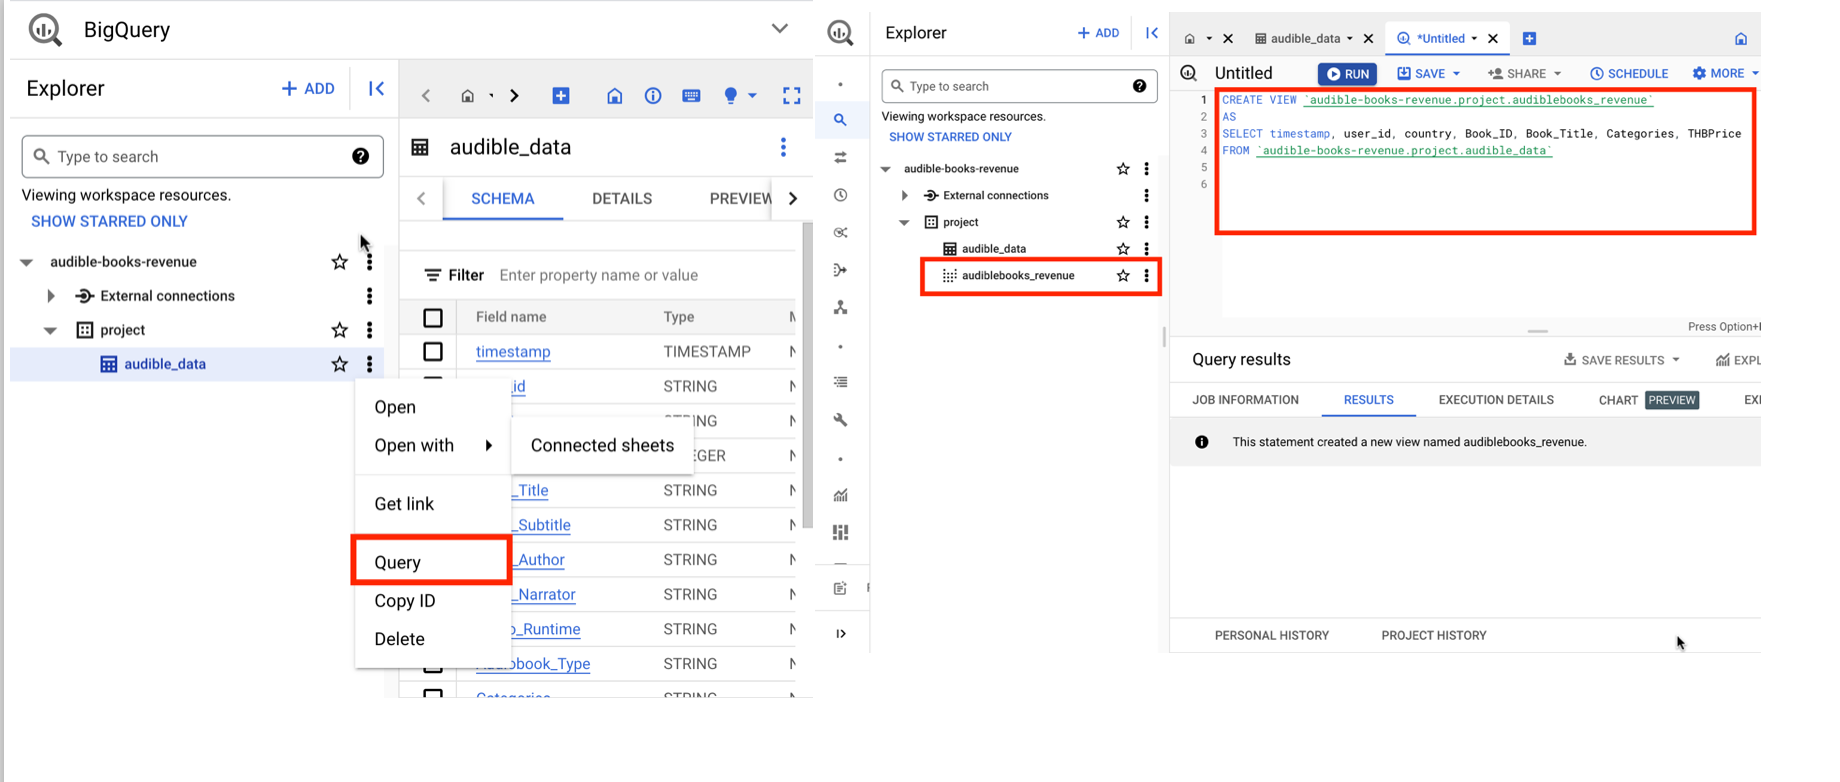 BigQuery
Explorer
ADD
Type to search
Viewing workspace resources.
SHOW STARRED ONLY
audible-books-revenue
External connections
project
audible_data
Open
Open with
Connected sheets
Get link
Query
Copy ID
Delete
audible_data
SCHEMA
DETAILS
PREVIEW
Filter
Enter property name or value
Field name
Type
timestamp
TIMESTAMP
_id
STRING
ING
EGER
_Title
STRING
_Subtitle
STRING
_Author
STRING
_Narrator
STRING
o_Runtime
STRING
Audiobook_Type
STRING
Categories
STRING
Explorer
ADD
Type to search
Viewing workspace resources.
SHOW STARRED ONLY
audible-books-revenue
External connections
project
audible_data
audiblebooks_revenue
audible_data
*Untitled
Untitled
RUN
SAVE
SHARE
SCHEDULE
MORE
1 CREATE VIEW `audible-books-revenue.project.audiblebooks_revenue`
2 AS
3 SELECT timestamp, user_id, country, Book_ID, Book_Title, Categories, THBPrice
4 FROM `audible-books-revenue.project.audible_data`
5
6
Press Option+
Query results
SAVE RESULTS
EXPL
JOB INFORMATION
RESULTS
EXECUTION DETAILS
CHART
PREVIEW
EX
This statement created a new view named audiblebooks_revenue.
PERSONAL HISTORY
PROJECT HISTORY